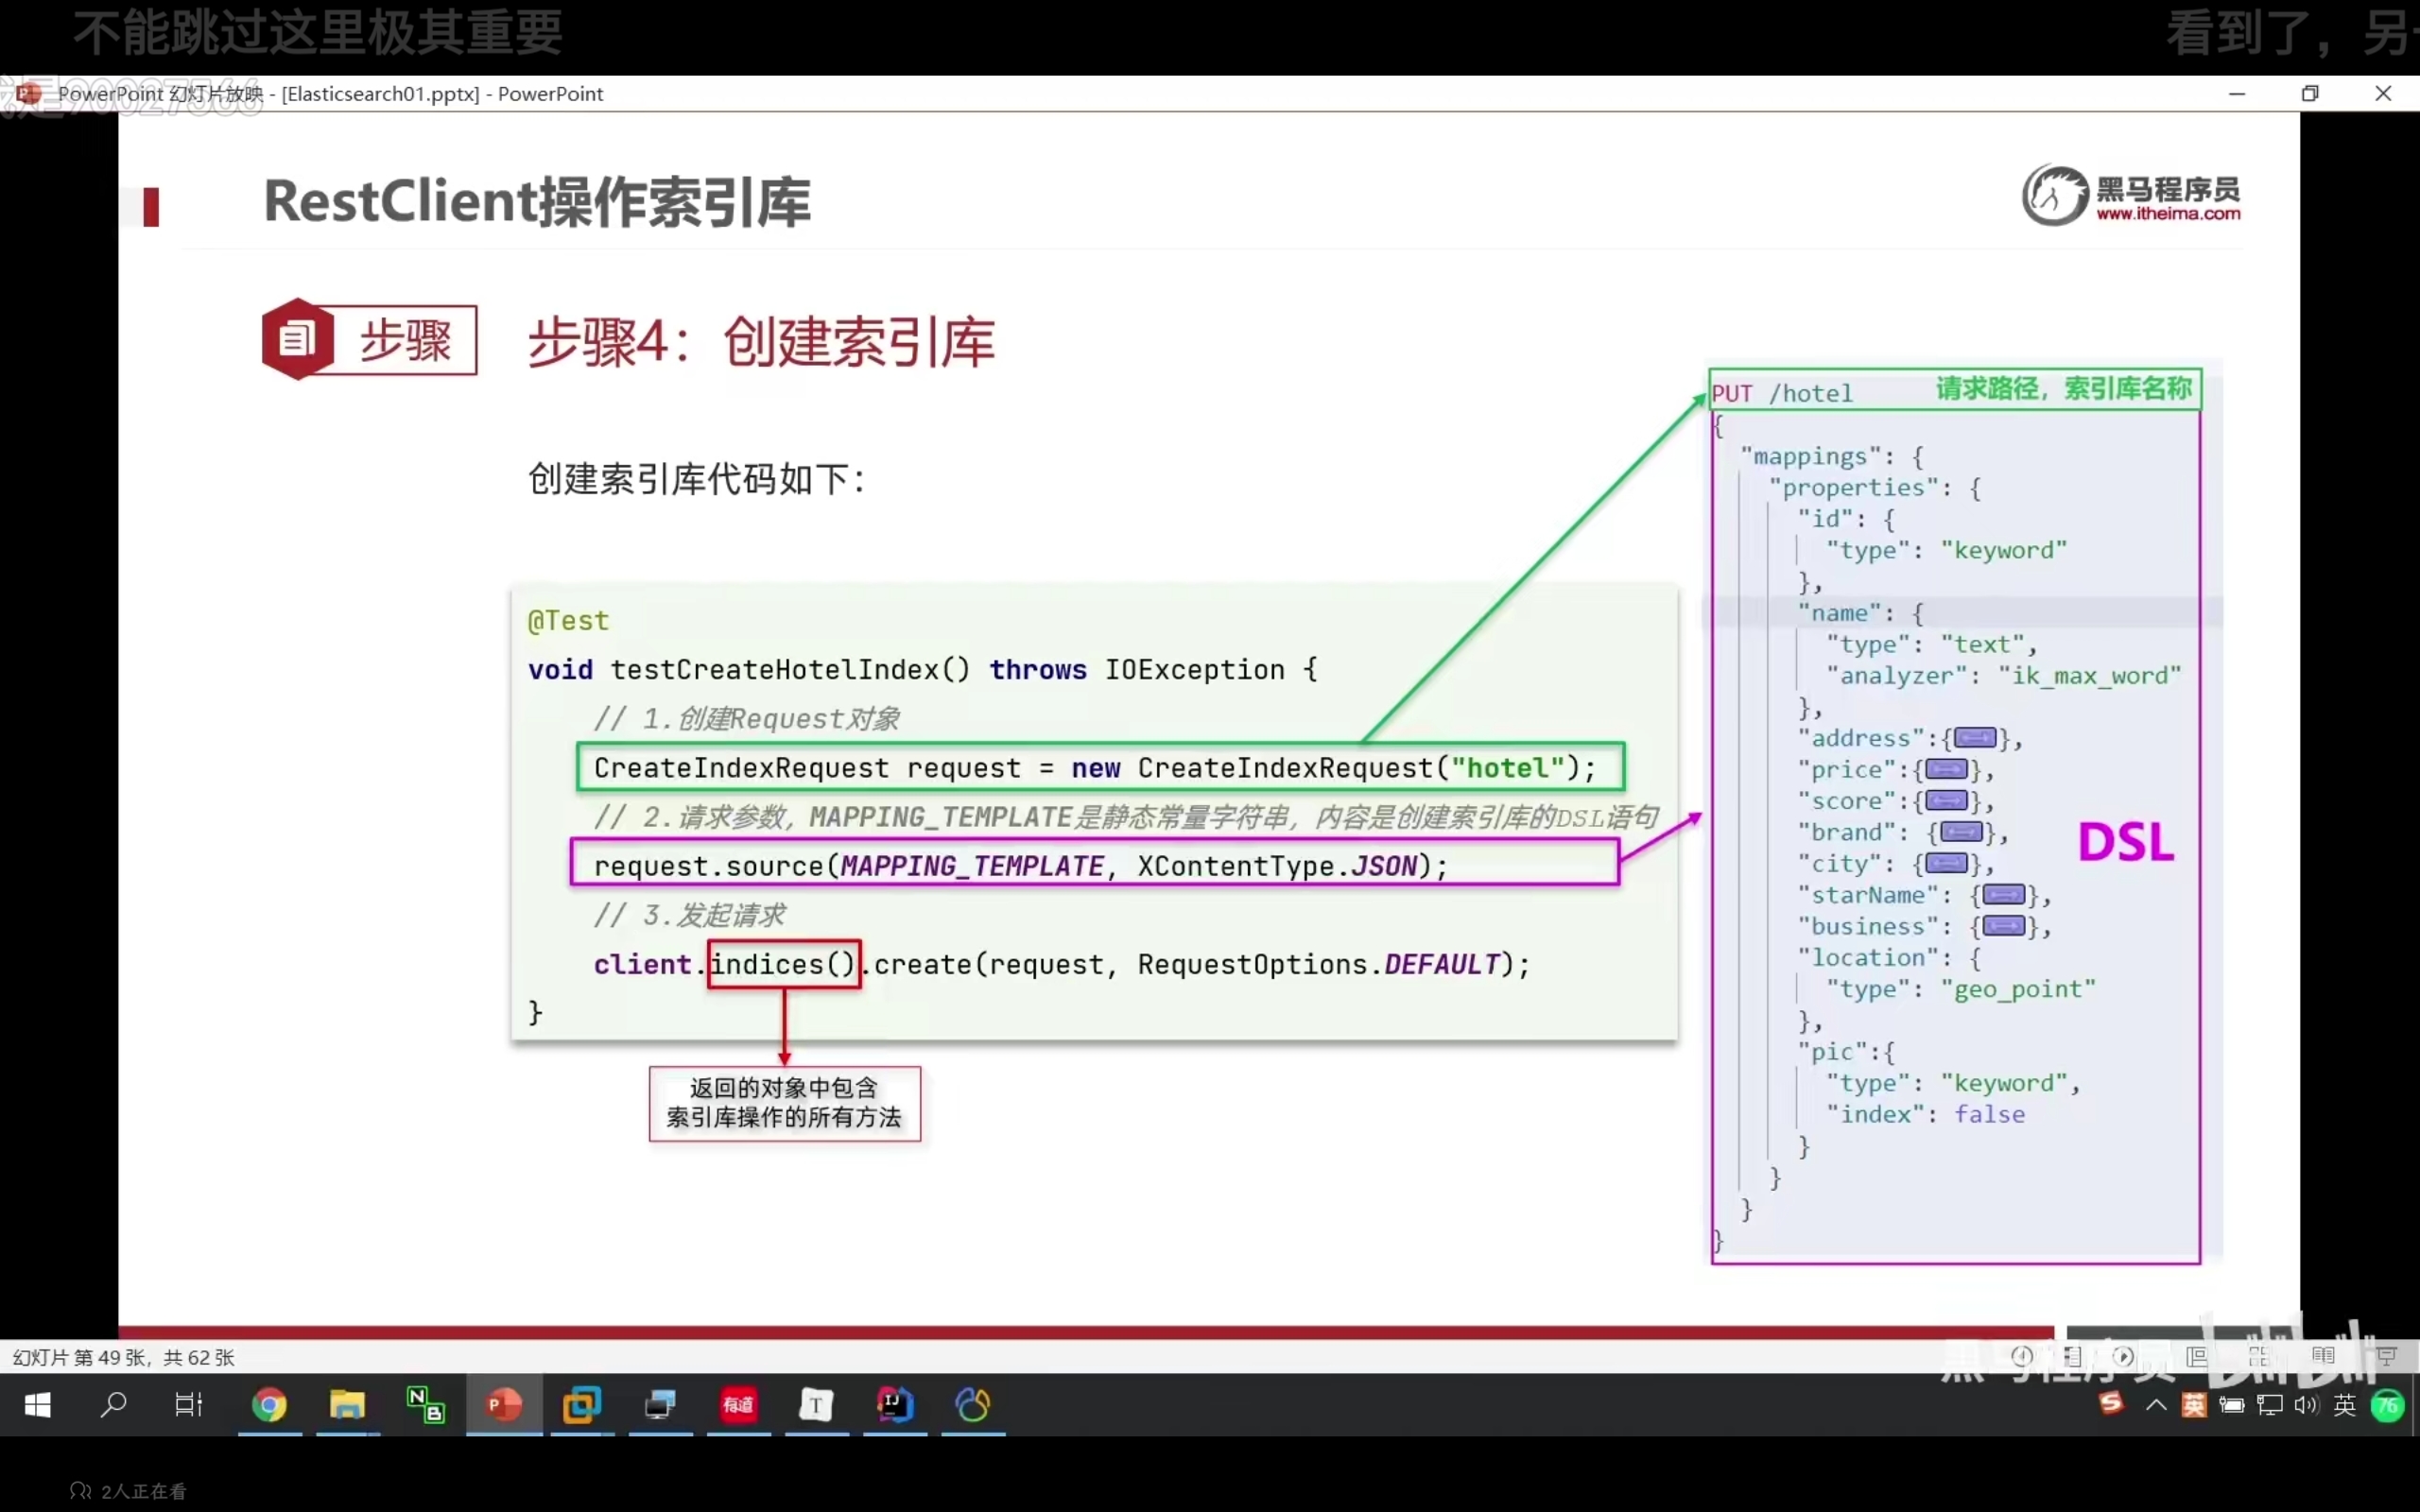 不能跳过这里极其重要
看到了，另
PowerPoint 幻灯片放映 - [Elasticsearch01.pptx] - PowerPoint
RestClient操作索引库
黑马程序员
www.itheima.com
步骤
步骤4：创建索引库
创建索引库代码如下：
@Test
void testCreateHotelIndex() throws IOException {
// 1.创建Request对象
CreateIndexRequest request = new CreateIndexRequest("hotel");
// 2.请求参数，MAPPING_TEMPLATE是静态常量字符串，内容是创建索引库的DSL语句
request.source(MAPPING_TEMPLATE, XContentType.JSON);
// 3.发起请求
client.indices().create(request, RequestOptions.DEFAULT);
}
返回的对象中包含
索引库操作的所有方法
PUT /hotel 请求路径，索引库名称
{
"mappings": {
"properties": {
"id": {
"type": "keyword"
},
"name": {
"type": "text",
"analyzer": "ik_max_word"
},
"address":{},
"price":{},
"score":{},
"brand": {},
"city": {},
"starName": {},
"business": {},
"location": {
"type": "geo_point"
},
"pic":{
"type": "keyword",
"index": false
}
}
}
}
DSL
幻灯片 第 49 张，共 62 张
黑马程序员 bilibili
N B
P
有道
T
IJ
S
英
英
76
2人正在看